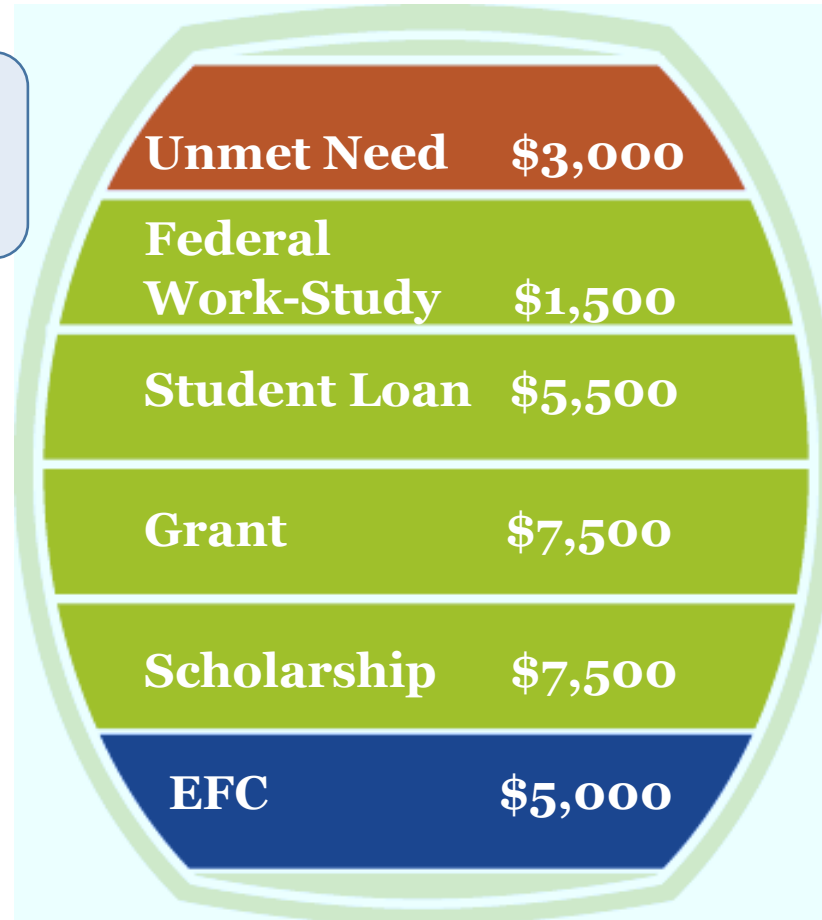 Unmet Need $3,000
Federal
Work-Study $1,500
Student Loan $5,500
Grant $7,500
Scholarship $7,500
EFC $5,000